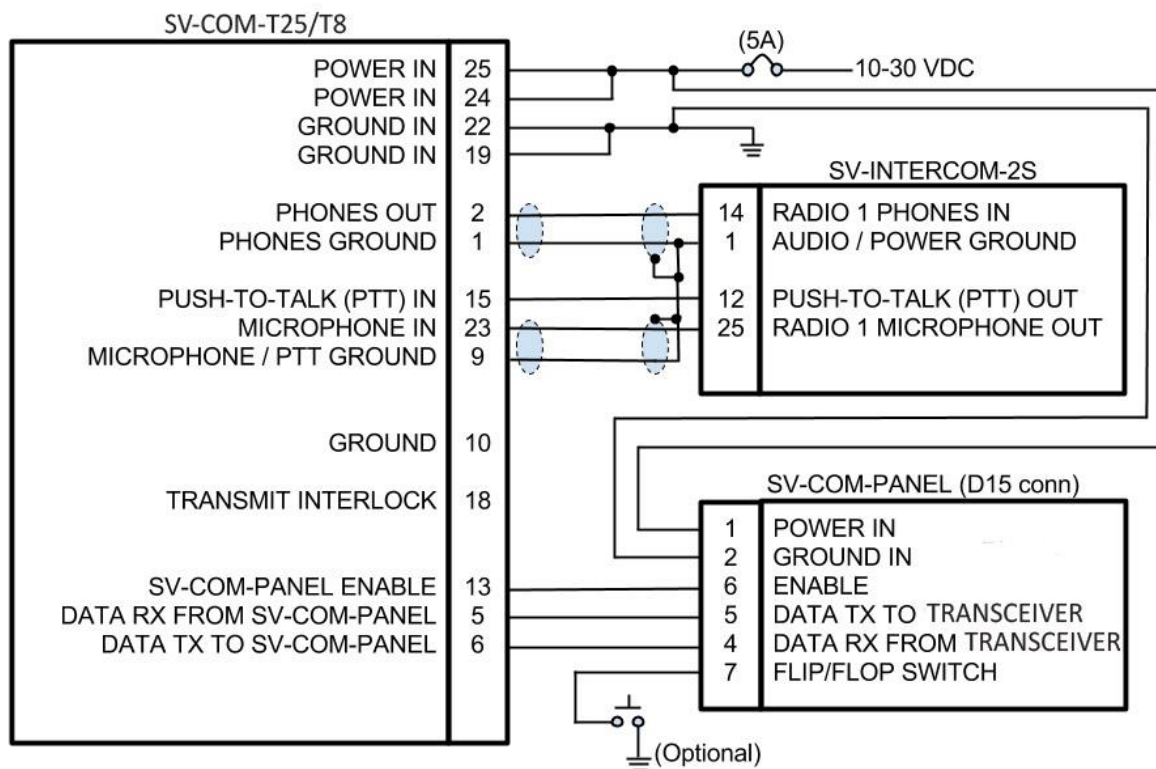 SV-COM-T25/T8
(5A)
10-30 VDC
POWER IN 25
POWER IN 24
GROUND IN 22
GROUND IN 19
PHONES OUT 2
PHONES GROUND 1
PUSH-TO-TALK (PTT) IN 15
MICROPHONE IN 23
MICROPHONE / PTT GROUND 9
GROUND 10
TRANSMIT INTERLOCK 18
SV-COM-PANEL ENABLE 13
DATA RX FROM SV-COM-PANEL 5
DATA TX TO SV-COM-PANEL 6
SV-INTERCOM-2S
14 RADIO 1 PHONES IN
1 AUDIO / POWER GROUND
12 PUSH-TO-TALK (PTT) OUT
25 RADIO 1 MICROPHONE OUT
SV-COM-PANEL (D15 conn)
1 POWER IN
2 GROUND IN
6 ENABLE
5 DATA TX TO TRANSCEIVER
4 DATA RX FROM TRANSCEIVER
7 FLIP/FLOP SWITCH
(Optional)